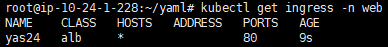 root@ip-10-24-1-228:~/yaml# kubectl get ingress -n web
NAME CLASS HOSTS ADDRESS PORTS AGE
yas24 alb * 80 9s